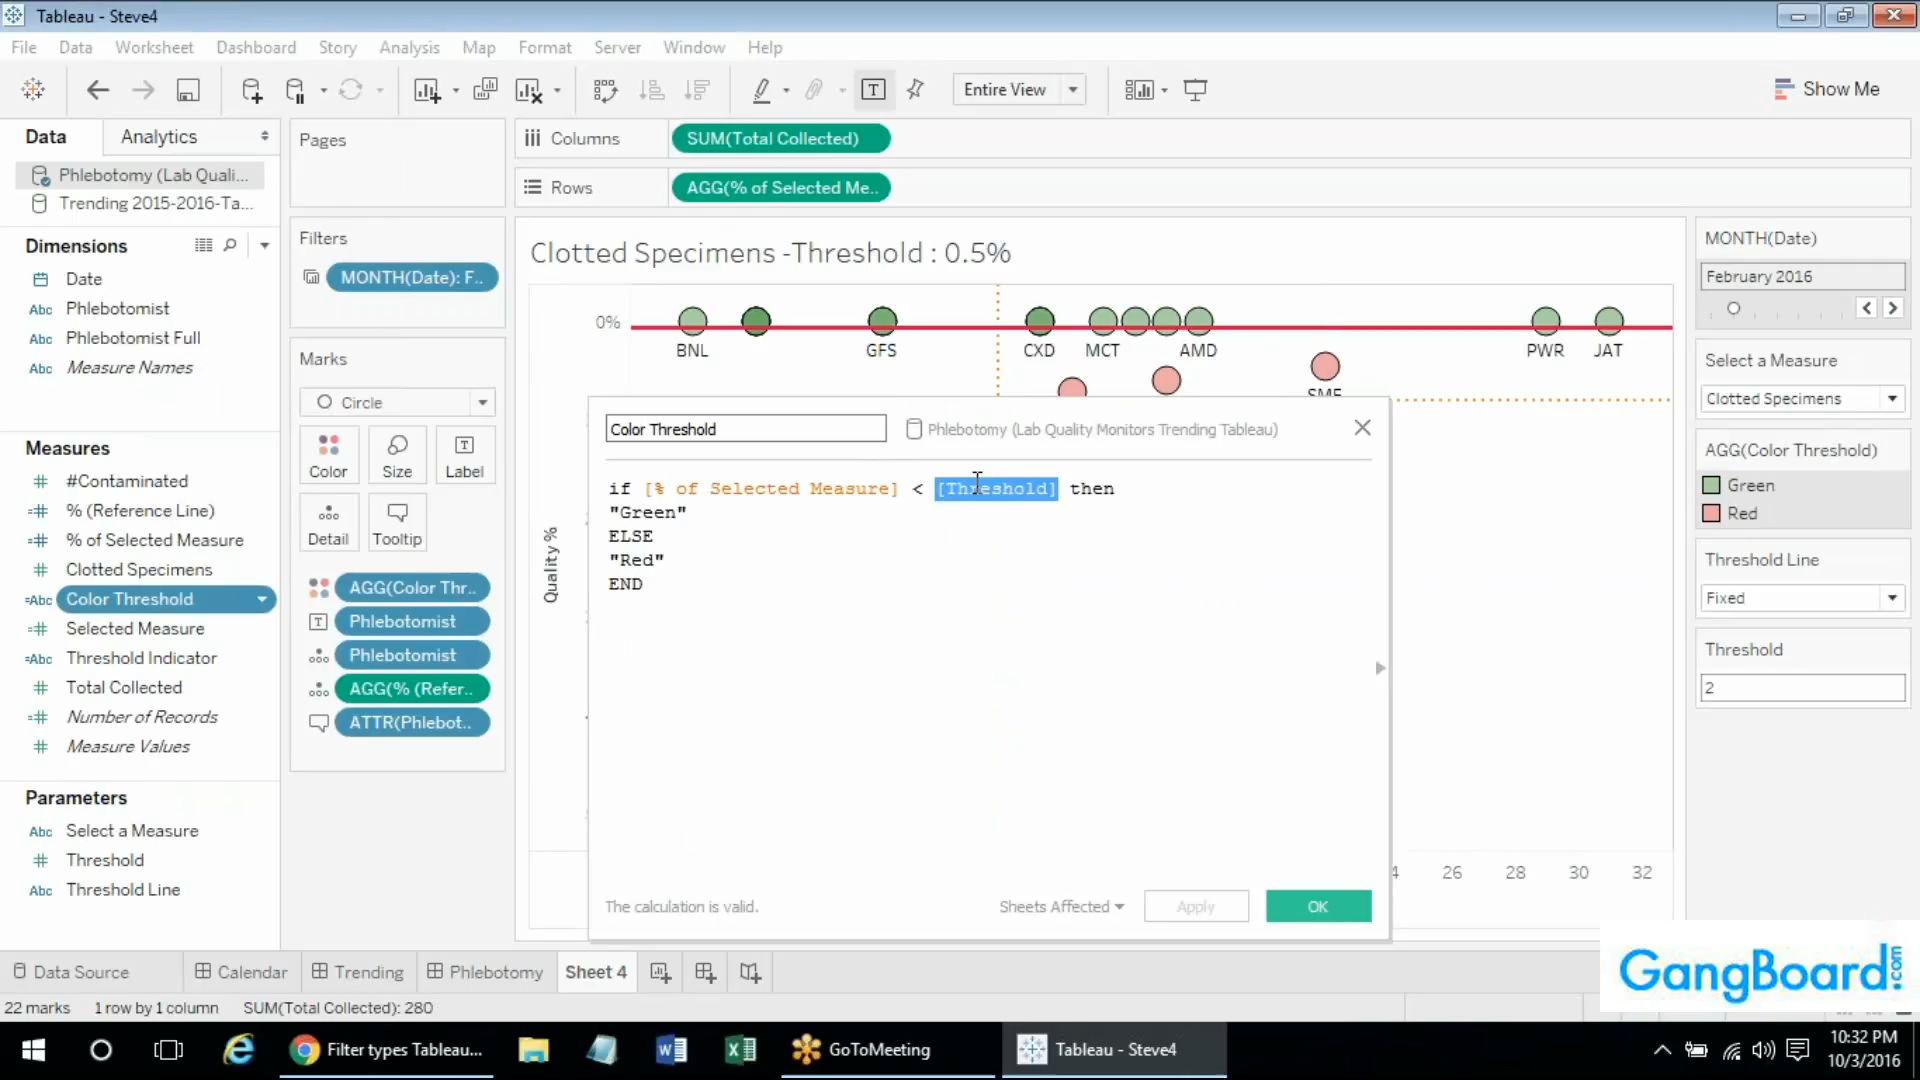 Tableau - Steve4
File Data Worksheet Dashboard Story Analysis Map Format Server Window Help
Entire View
Show Me
Data Analytics
Phlebotomy (Lab Quali...
Trending 2015-2016-Ta...
Dimensions
Date
Abc Phlebotomist
Abc Phlebotomist Full
Abc Measure Names
Measures
#Contaminated
% (Reference Line)
% of Selected Measure
Clotted Specimens
=Abc Color Threshold
Selected Measure
=Abc Threshold Indicator
Total Collected
Number of Records
Measure Values
Parameters
Abc Select a Measure
Threshold
Abc Threshold Line
Pages
Filters
MONTH(Date): F..
Marks
Circle
Color Size Label
Detail Tooltip
AGG(Color Thr..
Phlebotomist
Phlebotomist
AGG(% (Refer..
ATTR(Phlebot..
Columns SUM(Total Collected)
Rows AGG(% of Selected Me..
Clotted Specimens -Threshold : 0.5%
0%
BNL GFS CXD MCT AMD PWR JAT
SMF
Quality %
Color Threshold
Phlebotomy (Lab Quality Monitors Trending Tableau)
if [% of Selected Measure] < [Threshold] then
"Green"
ELSE
"Red"
END
The calculation is valid.
Sheets Affected
Apply
OK
26 28 30 32
MONTH(Date)
February 2016
Select a Measure
Clotted Specimens
AGG(Color Threshold)
Green
Red
Threshold Line
Fixed
Threshold
2
GangBoard.com
Data Source Calendar Trending Phlebotomy Sheet 4
22 marks 1 row by 1 column SUM(Total Collected): 280
Filter types Tableau... GoToMeeting Tableau - Steve4
10:32 PM
10/3/2016